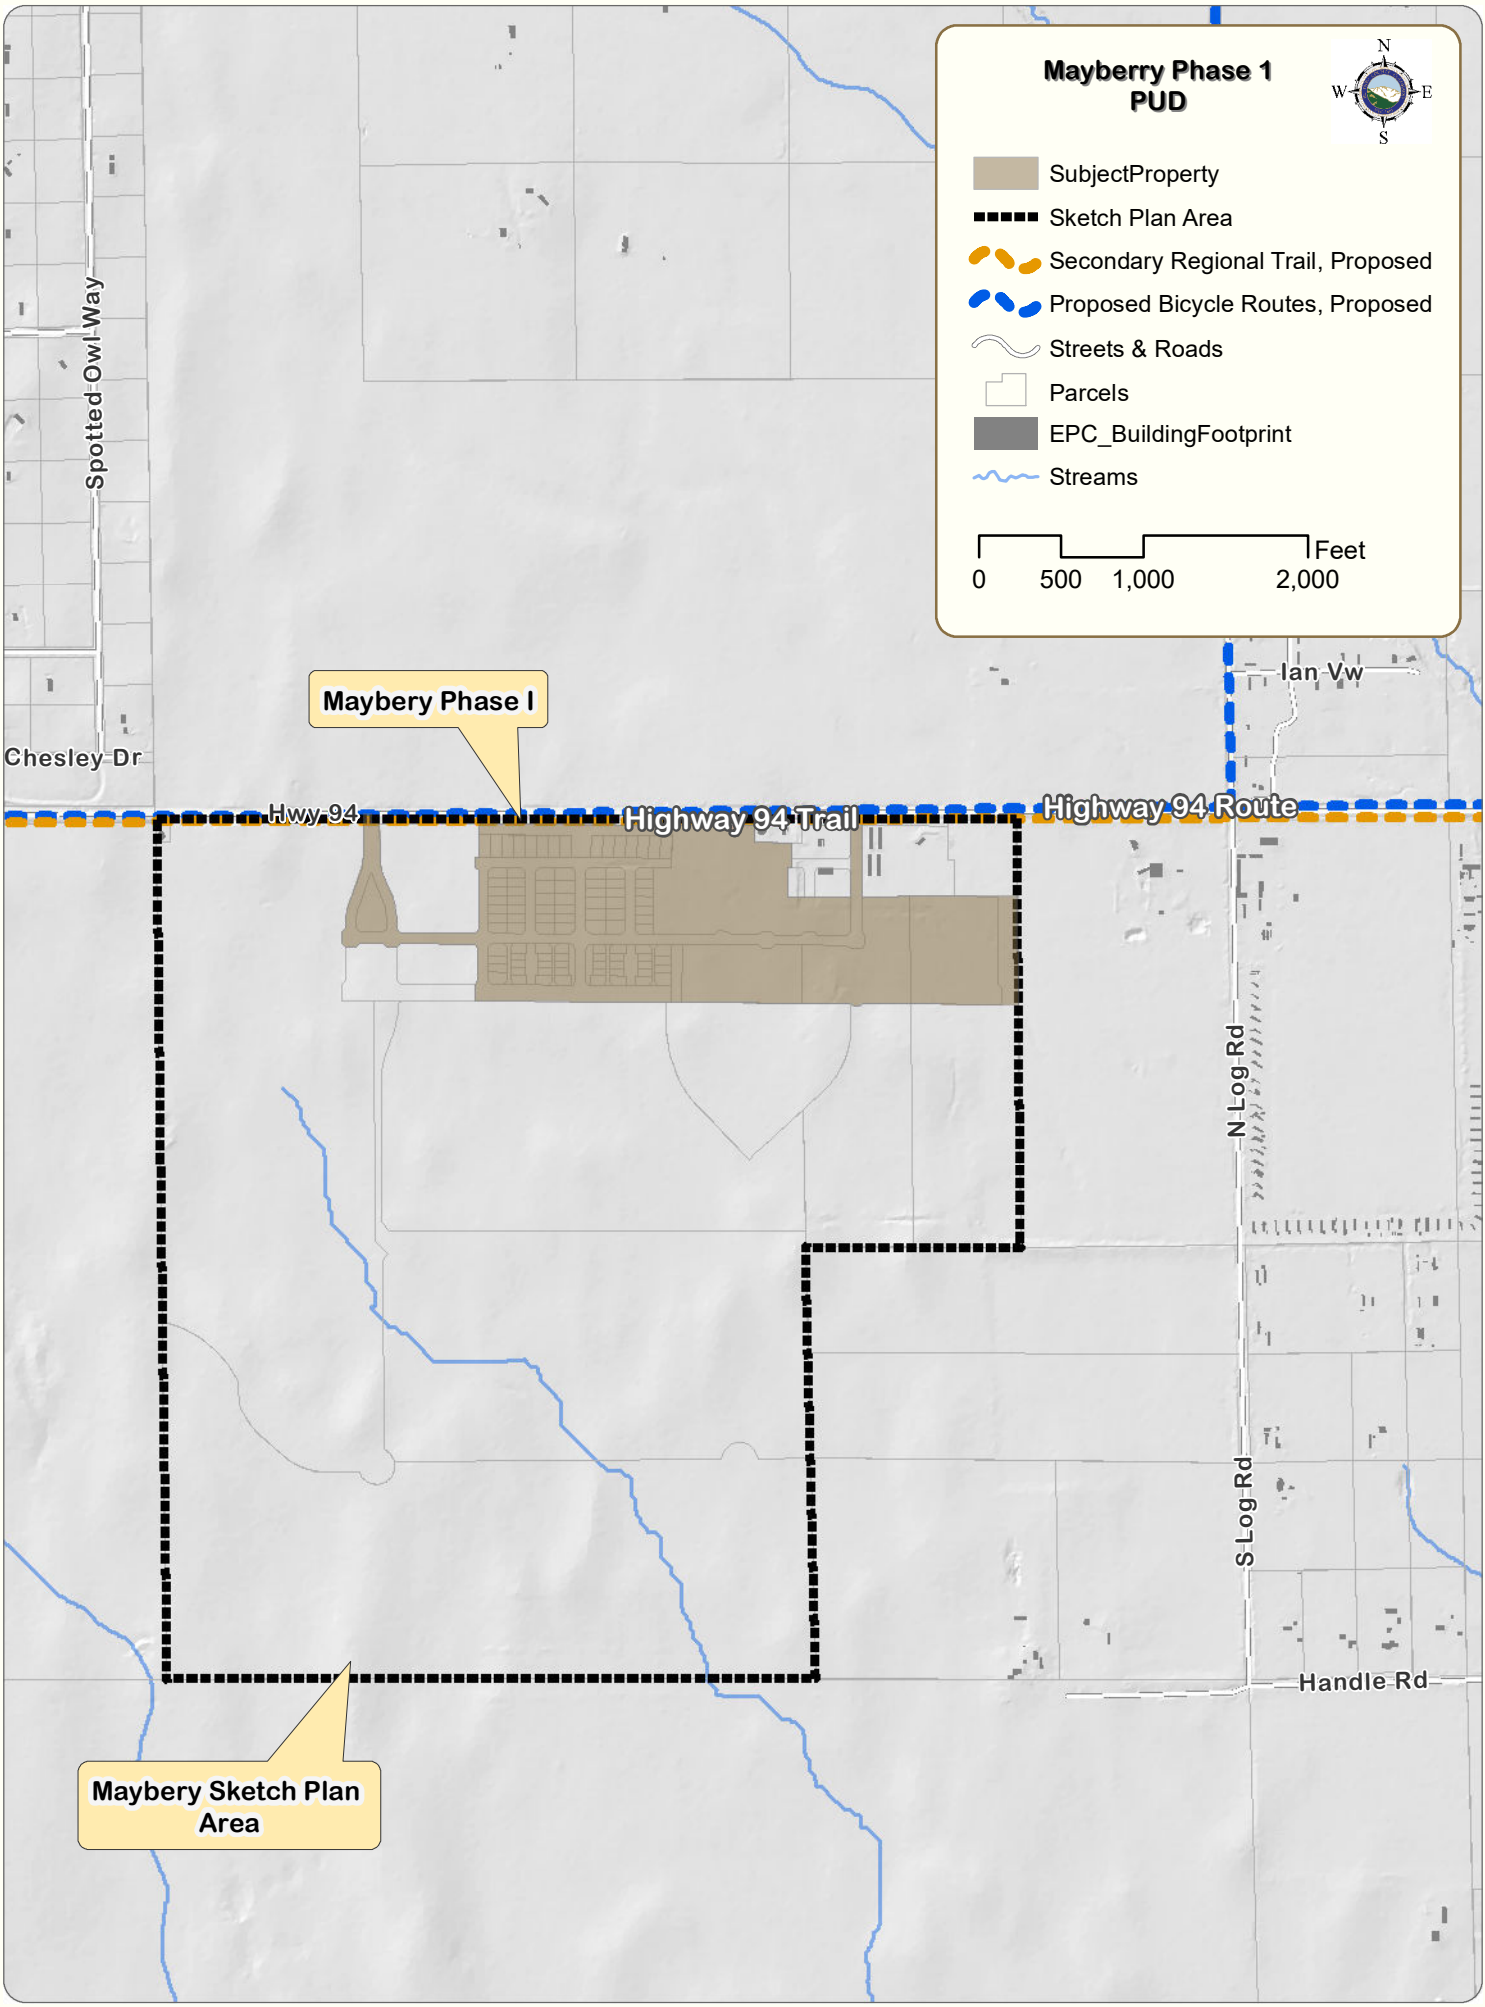 Mayberry Phase 1
PUD
N
W
E
S
SubjectProperty
Sketch Plan Area
Secondary Regional Trail, Proposed
Proposed Bicycle Routes, Proposed
Streets & Roads
Parcels
EPC_BuildingFootprint
Streams
Feet
0 500 1,000 2,000
Spotted Owl Way
Ian Vw
Maybery Phase I
Chesley Dr
Hwy 94
Highway 94 Trail
Highway 94 Route
N Log Rd
S Log Rd
Handle Rd
Maybery Sketch Plan
Area